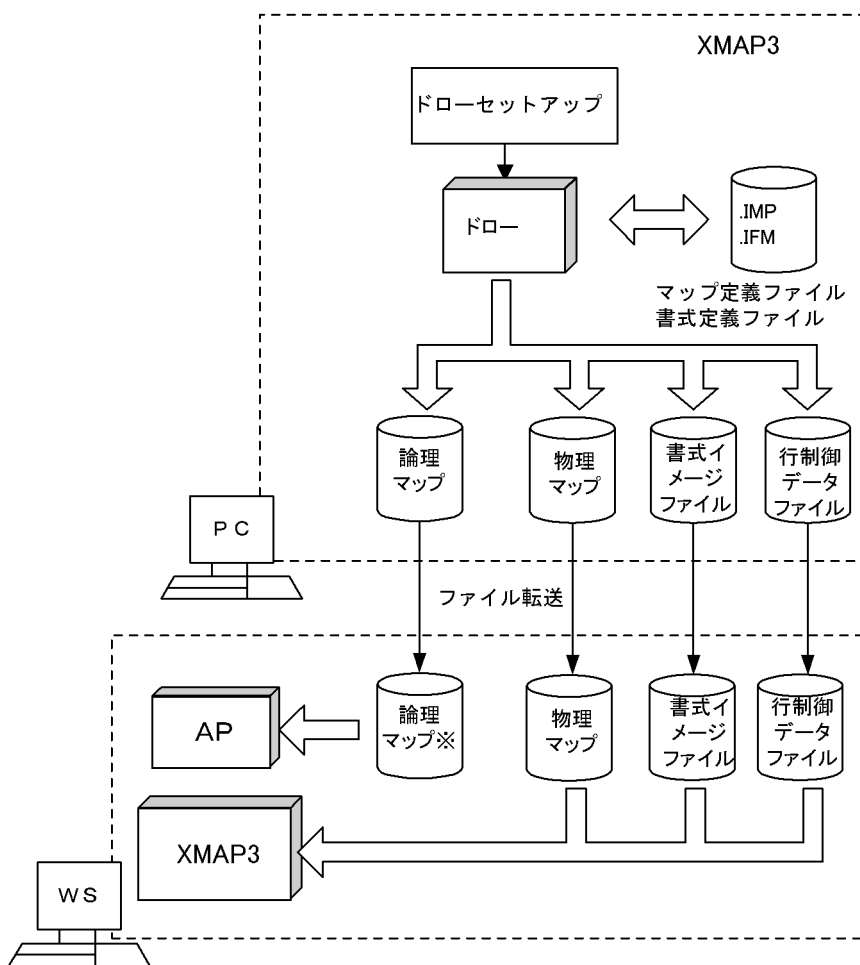 XMAP3
ドローセットアップ
ドロー
.IMP
.IFM
マップ定義ファイル
書式定義ファイル
論理
マップ
物理
マップ
書式イ
メージ
ファイル
行制御
データ
ファイル
PC
ファイル転送
AP
論理
マップ※
物理
マップ
書式イ
メージ
ファイル
行制御
データ
ファイル
XMAP3
WS